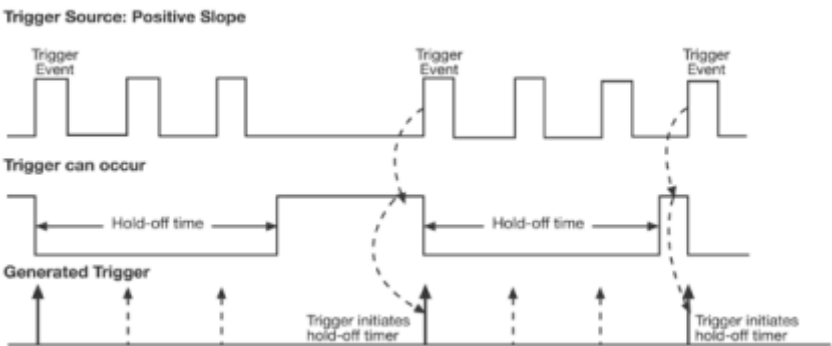 Trigger Source: Positive Slope
Trigger
Event
Trigger
Event
Trigger
Event
Trigger can occur
Hold-off time
Hold-off time
Generated Trigger
Trigger initiates
hold-off timer
Trigger initiates
hold-off timer